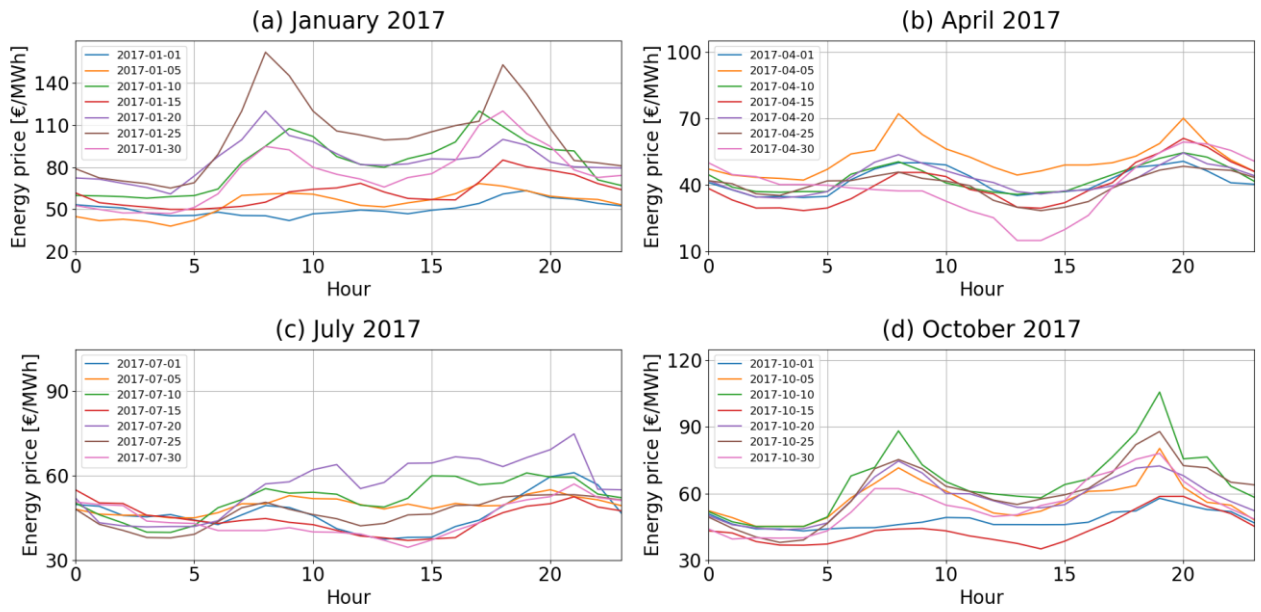 (a) January 2017
Energy price [€/MWh]
140
110
80
50
20
2017-01-01
2017-01-05
2017-01-10
2017-01-15
2017-01-20
2017-01-25
2017-01-30
0 5 10 15 20
Hour
(b) April 2017
Energy price [€/MWh]
100
70
40
10
2017-04-01
2017-04-05
2017-04-10
2017-04-15
2017-04-20
2017-04-25
2017-04-30
0 5 10 15 20
Hour
(c) July 2017
Energy price [€/MWh]
90
60
30
2017-07-01
2017-07-05
2017-07-10
2017-07-15
2017-07-20
2017-07-25
2017-07-30
0 5 10 15 20
Hour
(d) October 2017
Energy price [€/MWh]
120
90
60
30
2017-10-01
2017-10-05
2017-10-10
2017-10-15
2017-10-20
2017-10-25
2017-10-30
0 5 10 15 20
Hour